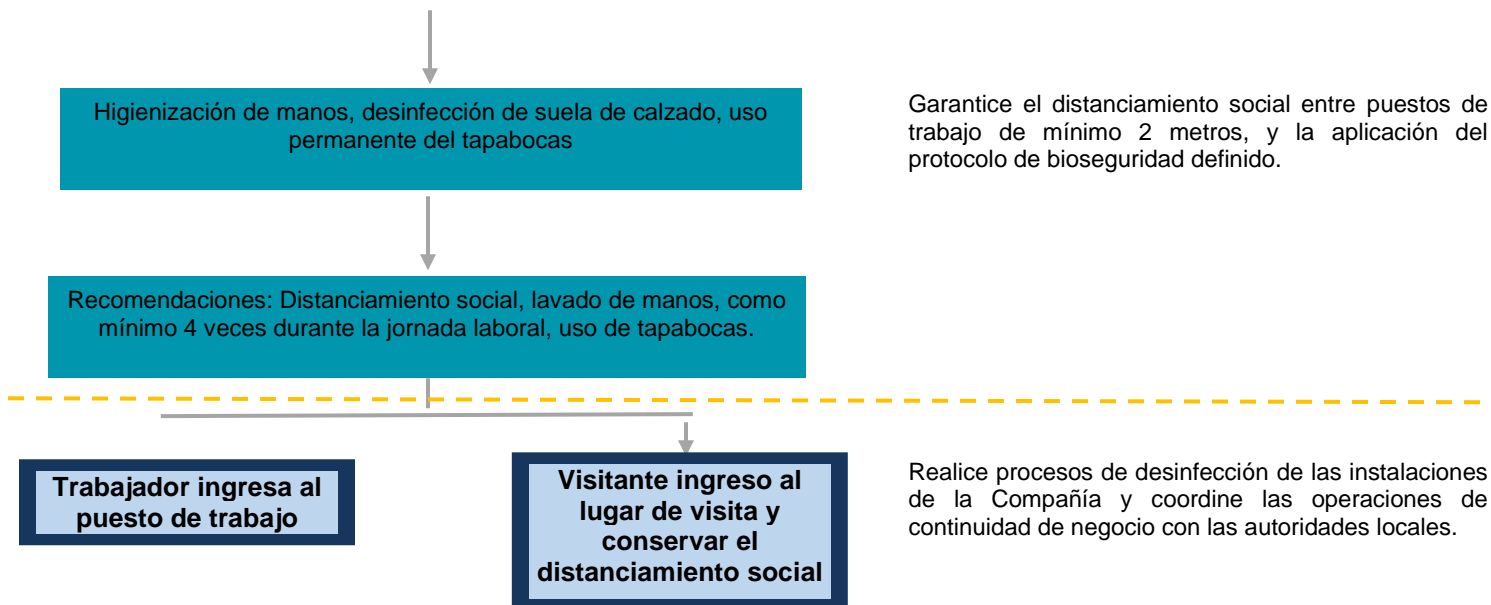 Higienización de manos, desinfección de suela de calzado, uso
permanente del tapabocas
Garantice el distanciamiento social entre puestos de
trabajo de mínimo 2 metros, y la aplicación del
protocolo de bioseguridad definido.
Recomendaciones: Distanciamiento social, lavado de manos, como
mínimo 4 veces durante la jornada laboral, uso de tapabocas.
Trabajador ingresa al
puesto de trabajo
Visitante ingreso al
lugar de visita y
conservar el
distanciamiento social
Realice procesos de desinfección de las instalaciones
de la Compañía y coordine las operaciones de
continuidad de negocio con las autoridades locales.